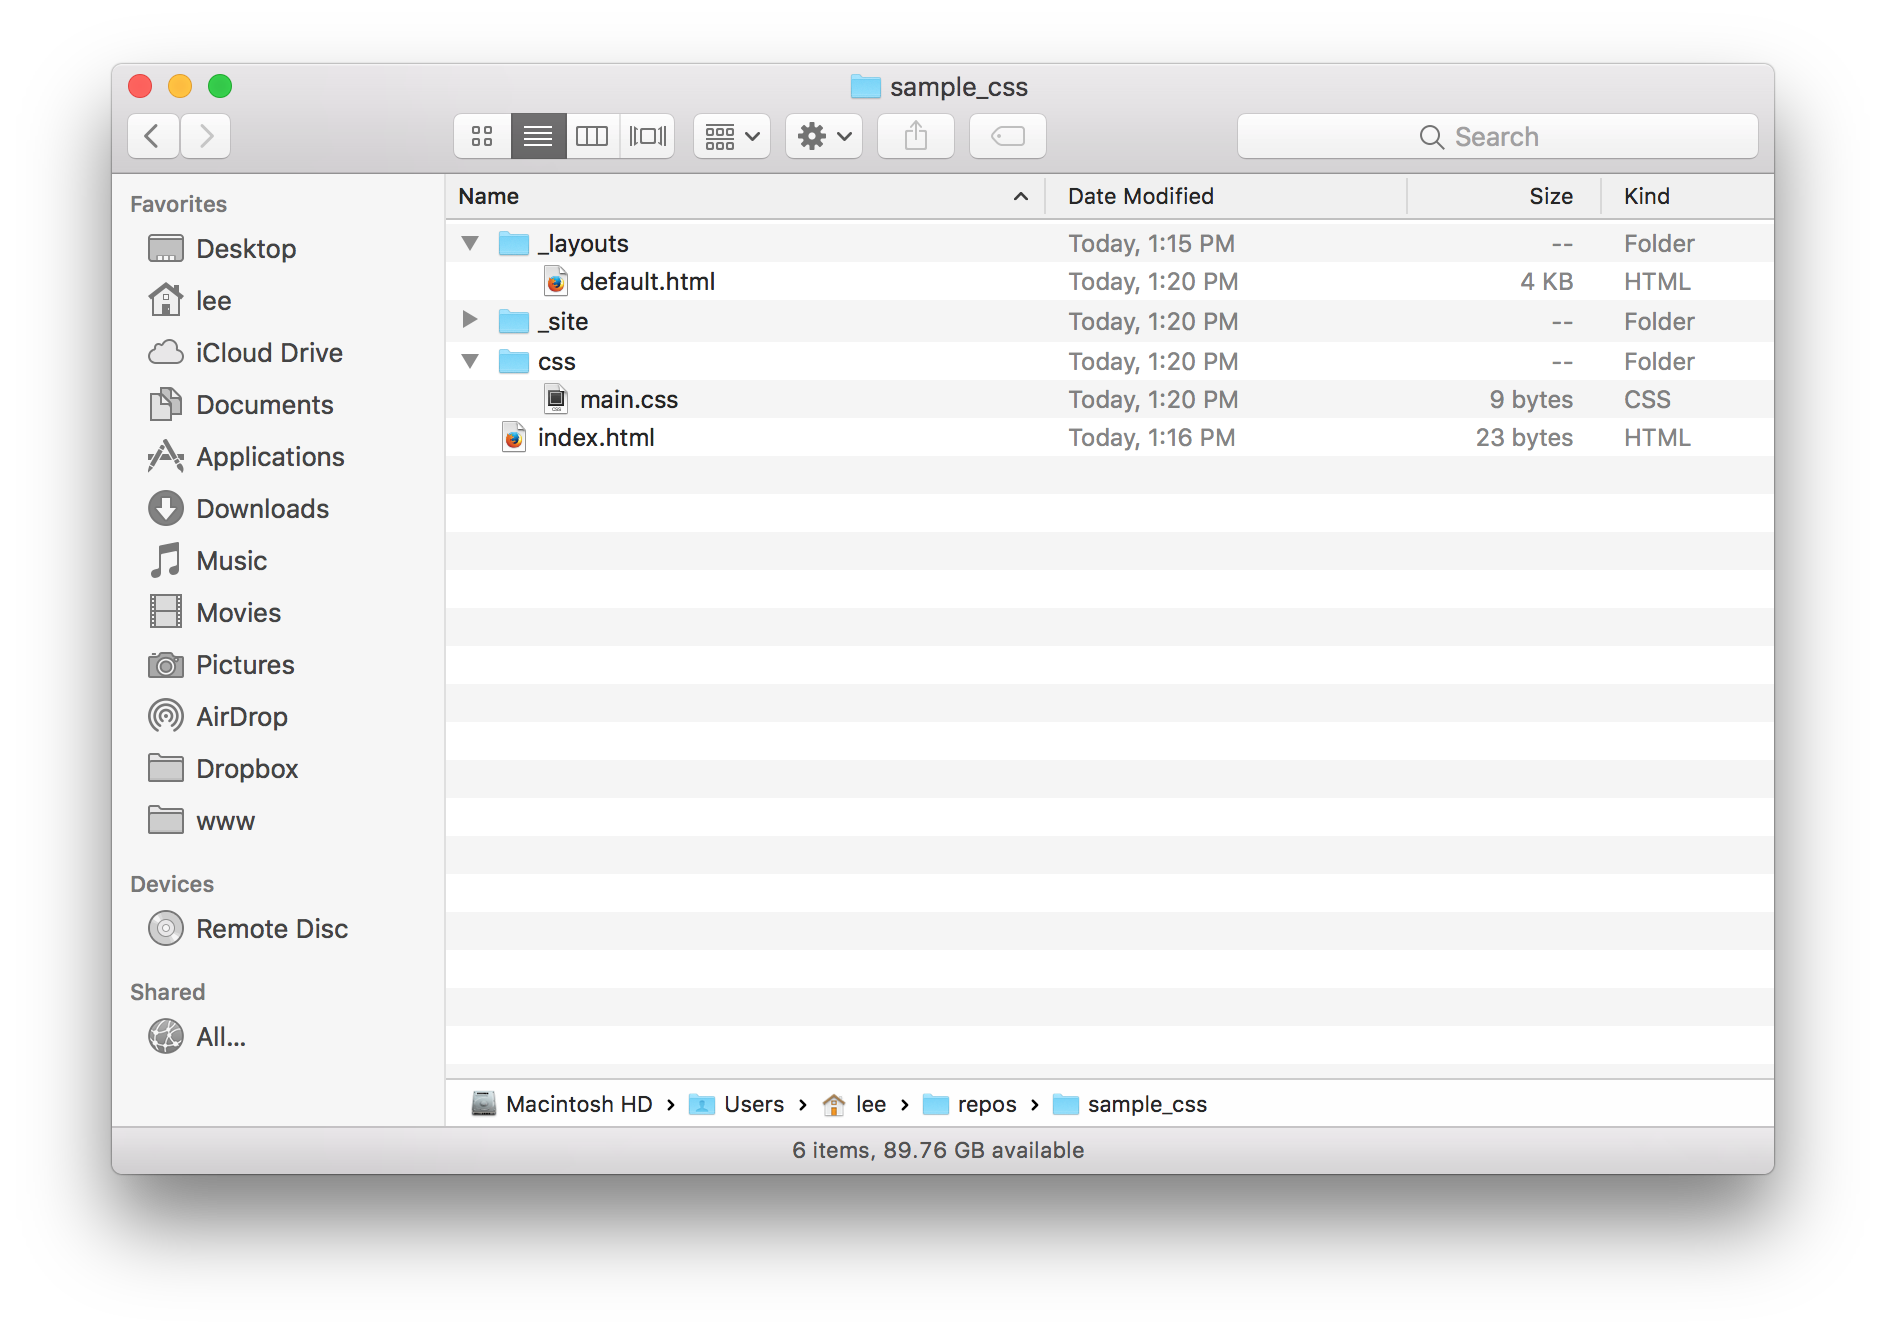 sample_css
Search
Favorites
Desktop
lee
iCloud Drive
Documents
Applications
Downloads
Music
Movies
Pictures
AirDrop
Dropbox
www
Devices
Remote Disc
Shared
All...
Name Date Modified Size Kind
_layouts Today, 1:15 PM -- Folder
default.html Today, 1:20 PM 4 KB HTML
_site Today, 1:20 PM -- Folder
css Today, 1:20 PM -- Folder
main.css Today, 1:20 PM 9 bytes CSS
index.html Today, 1:16 PM 23 bytes HTML
Macintosh HD › Users › lee › repos › sample_css
6 items, 89.76 GB available